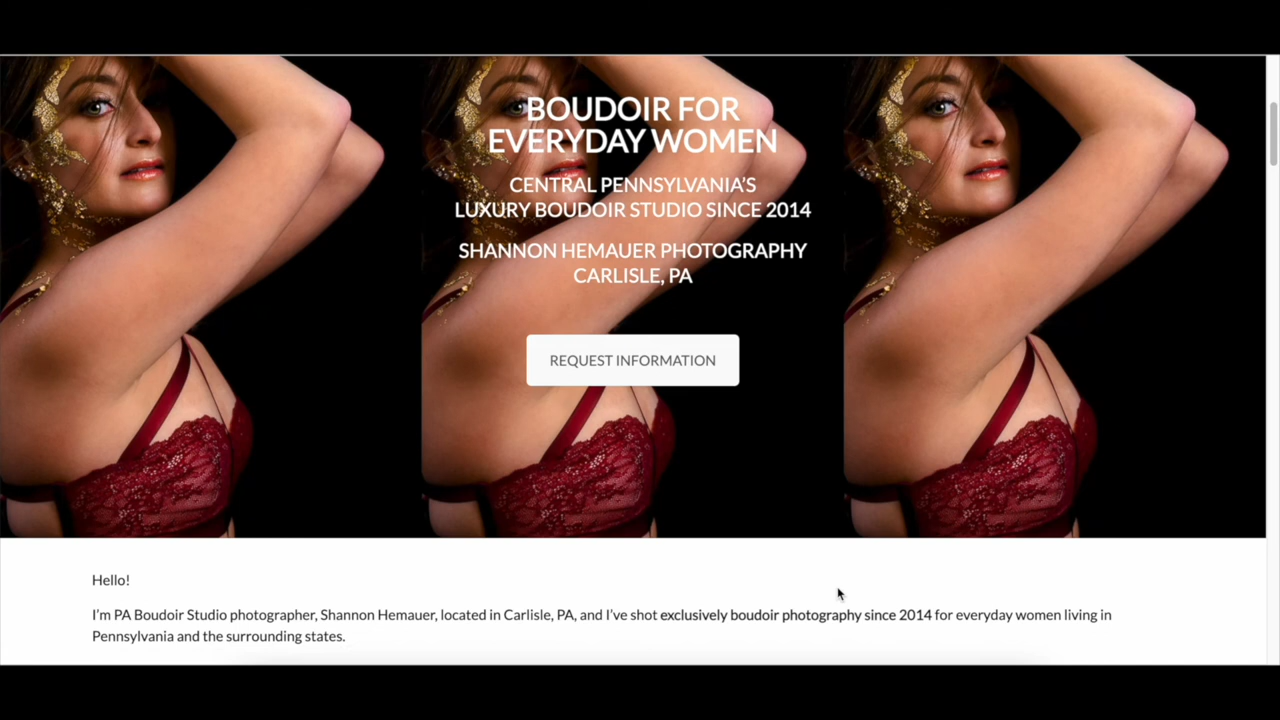 BOUDOIR FOR
EVERYDAY WOMEN
CENTRAL PENNSYLVANIA'S
LUXURY BOUDOIR STUDIO SINCE 2014
SHANNON HEMAUER PHOTOGRAPHY
CARLISLE, PA
REQUEST INFORMATION
Hello!
I'm PA Boudoir Studio photographer, Shannon Hemauer, located in Carlisle, PA, and I've shot exclusively boudoir photography since 2014 for everyday women living in
Pennsylvania and the surrounding states.